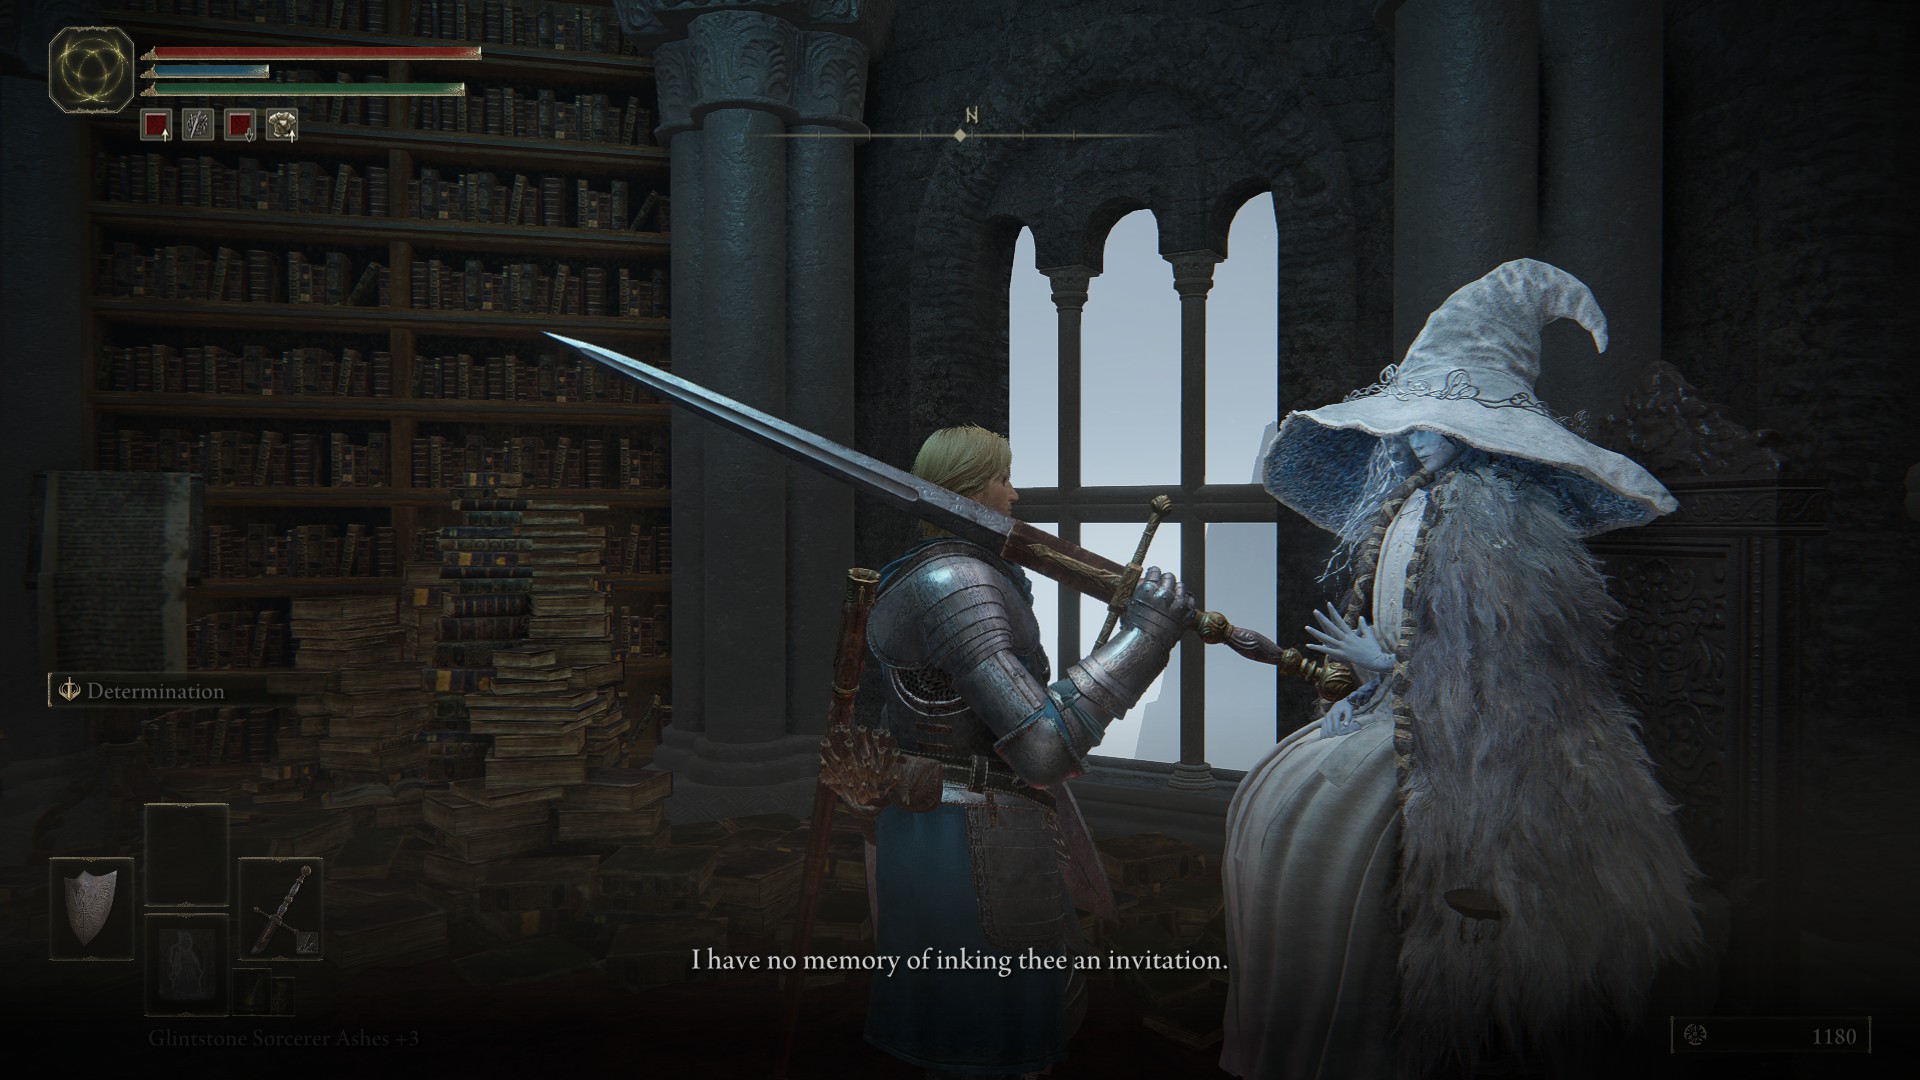 N
Determination
I have no memory of inking thee an invitation.
Glintstone Sorcerer Ashes +3
1180